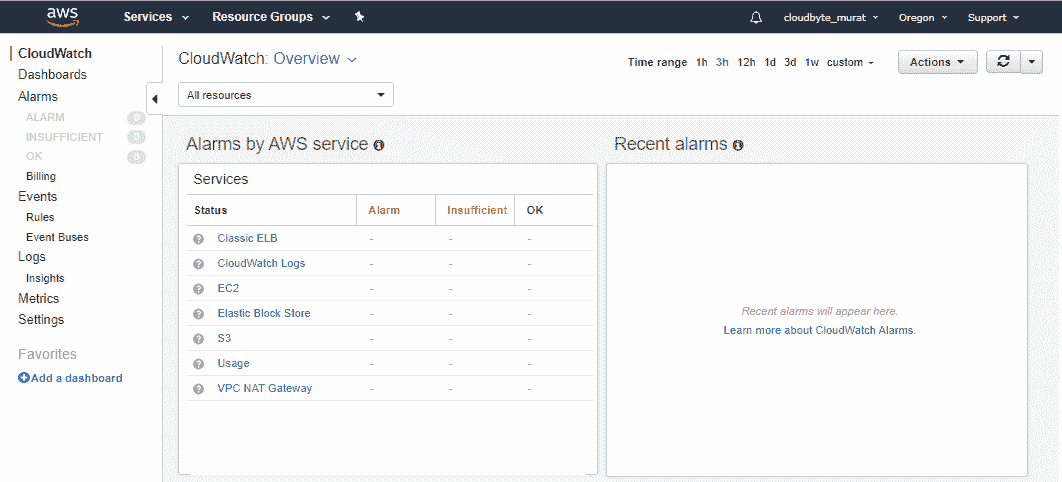 aws Services Resource Groups cloudbyte_murat Oregon Support
CloudWatch
Dashboards
Alarms
ALARM 0
INSUFFICIENT 0
OK 0
Billing
Events
Rules
Event Buses
Logs
Insights
Metrics
Settings
Favorites
Add a dashboard
CloudWatch: Overview
Time range 1h 3h 12h 1d 3d 1w custom
Actions
All resources
Alarms by AWS service
Services
Status Alarm Insufficient OK
Classic ELB - - -
CloudWatch Logs - - -
EC2 - - -
Elastic Block Store - - -
S3 - - -
Usage - - -
VPC NAT Gateway - - -
Recent alarms
Recent alarms will appear here.
Learn more about CloudWatch Alarms.